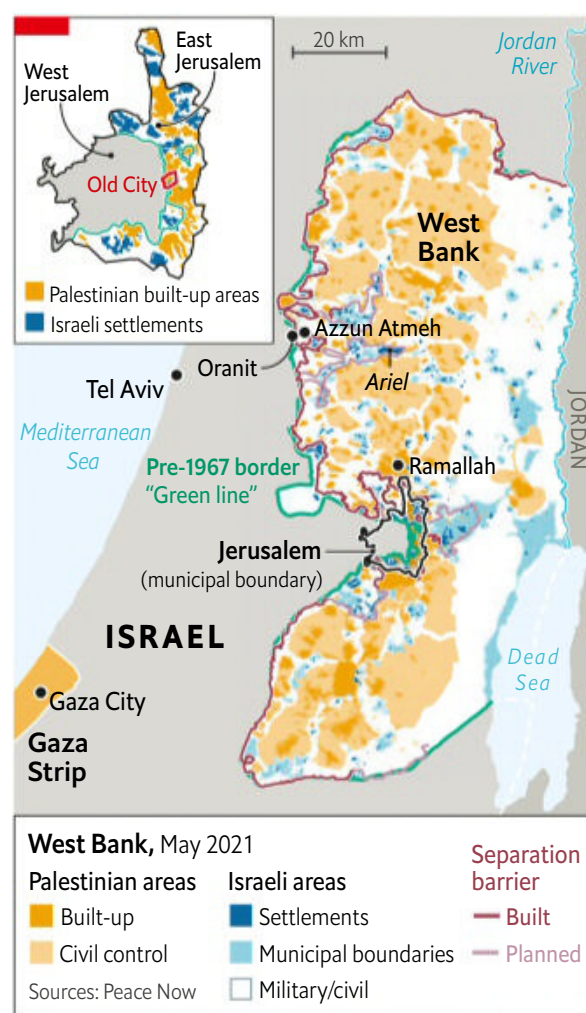 East
Jerusalem
West
Jerusalem
Old City
Palestinian built-up areas
Israeli settlements
20 km
Jordan
River
West
Bank
Azzun Atmeh
Oranit
Ariel
Tel Aviv
Mediterranean
Sea
JORDAN
Pre-1967 border
“Green line”
Ramallah
Jerusalem
(municipal boundary)
ISRAEL
Dead
Sea
Gaza City
Gaza
Strip
West Bank, May 2021
Palestinian areas
Built-up
Civil control
Sources: Peace Now
Israeli areas
Settlements
Municipal boundaries
Military/civil
Separation
barrier
Built
Planned